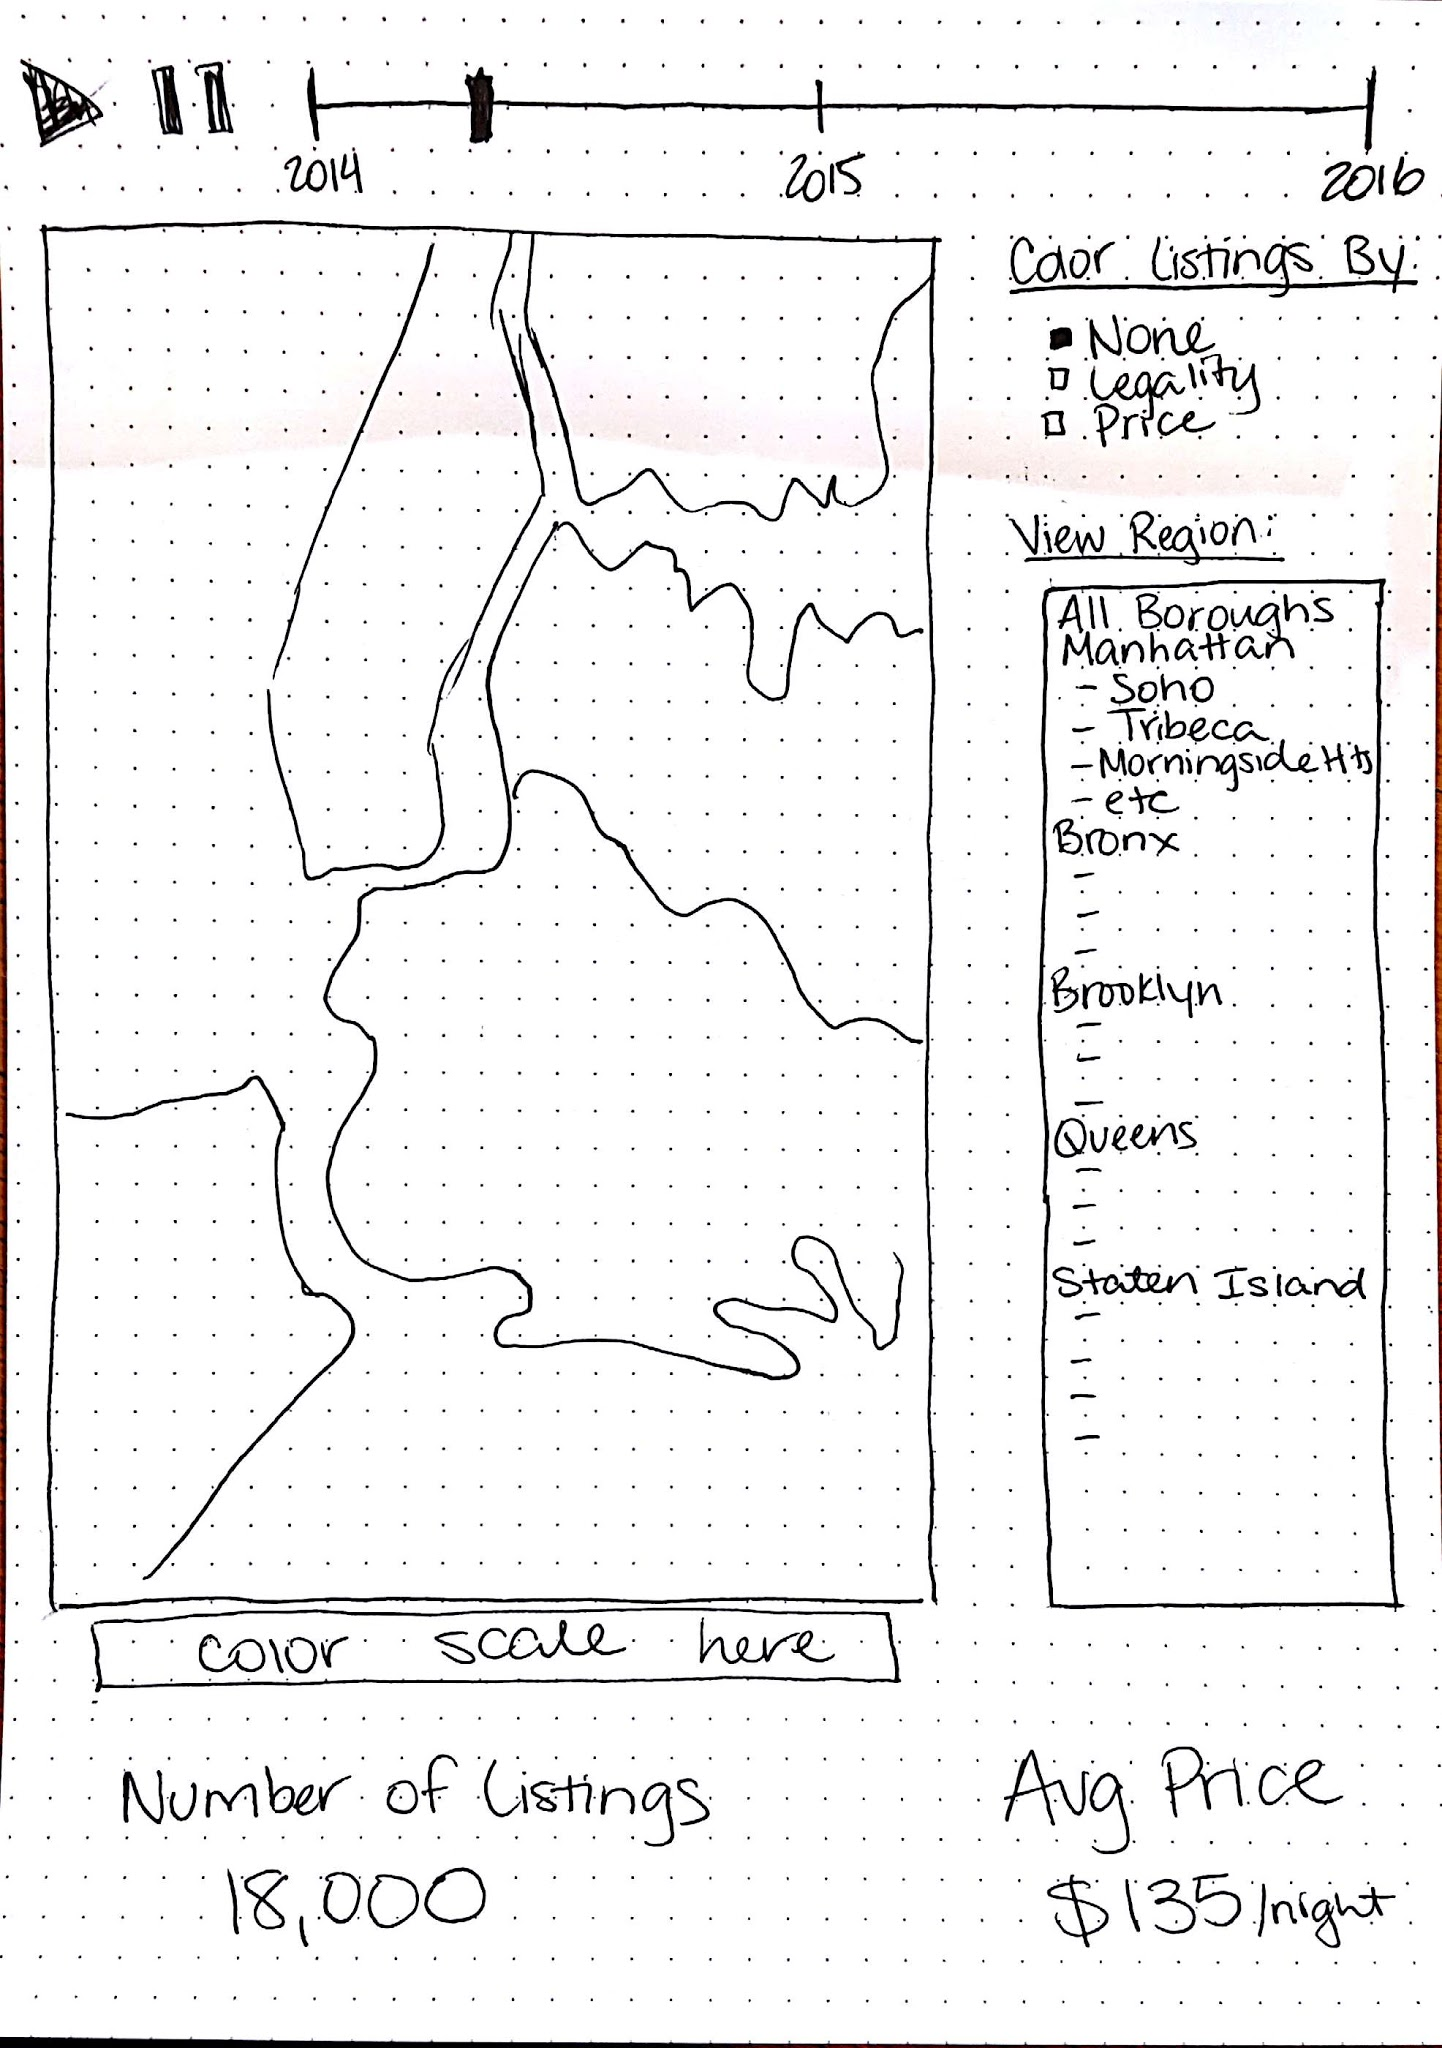 2014
2015
2016
Color Listings By:
None
Legality
Price
View Region:
All Boroughs
Manhattan
- Soho
- Tribeca
- Morningside Hts
- etc
Bronx
-
-
-
Brooklyn
-
-
-
Queens
-
-
-
Staten Island
-
-
-
-
color scale here
Number of Listings
18,000
Avg Price
$135/night